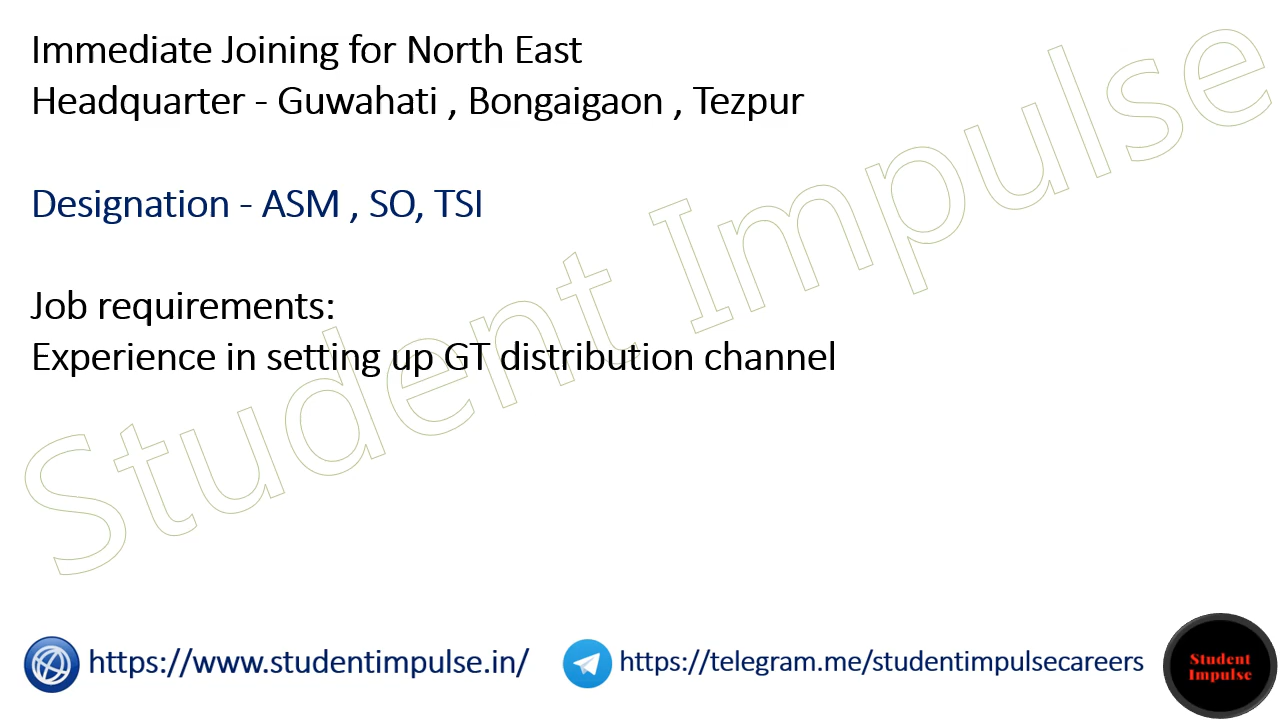 Immediate Joining for North East
Headquarter - Guwahati , Bongaigaon , Tezpur
Designation - ASM , SO, TSI
Job requirements:
Experience in setting up GT distribution channel
Student Impulse
https://www.studentimpulse.in/
https://telegram.me/studentimpulsecareers
Student
Impulse